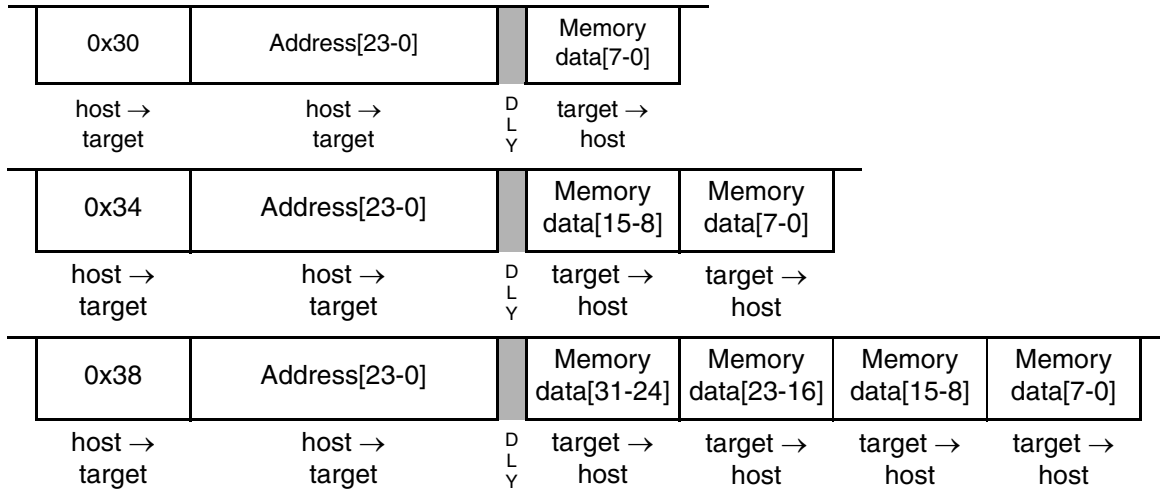 0x30 Address[23-0] Memory
data[7-0]
host → host → D target →
target target L host
Y
0x34 Address[23-0] Memory Memory
data[15-8] data[7-0]
host → host → D target → target →
target target L host host
Y
0x38 Address[23-0] Memory Memory Memory Memory
data[31-24] data[23-16] data[15-8] data[7-0]
host → host → D target → target → target → target →
target target L host host host host
Y